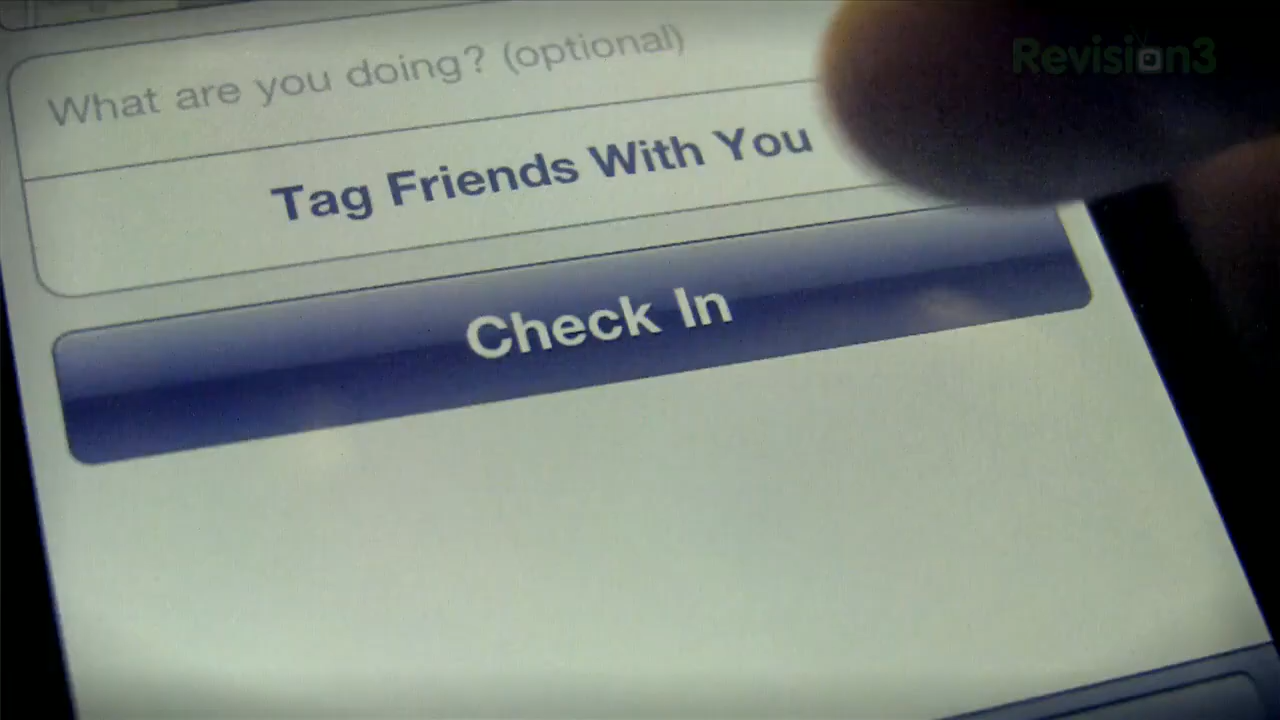 Revision3
What are you doing? (optional)
Tag Friends With You
Check In